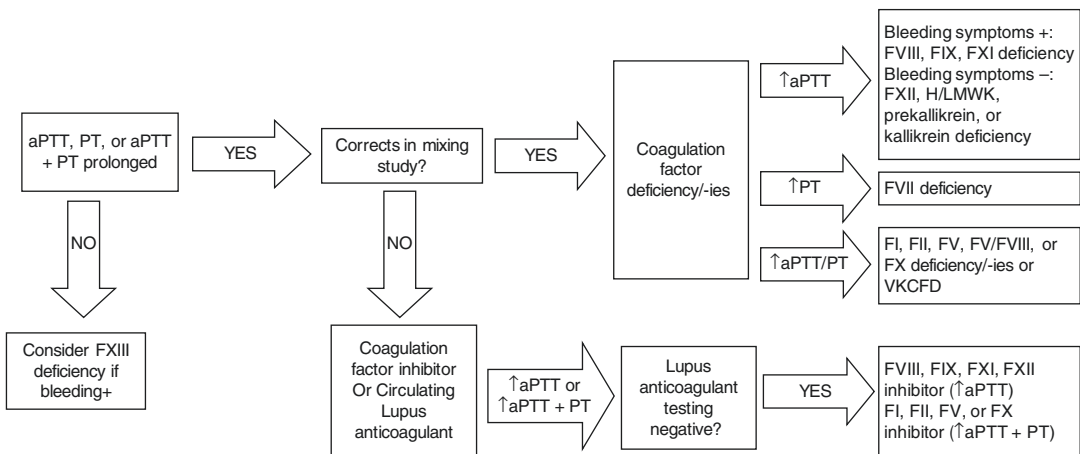 aPTT, PT, or aPTT
+ PT prolonged
YES
Corrects in mixing
study?
YES
Coagulation
factor
deficiency/-ies
↑aPTT
Bleeding symptoms +:
FVIII, FIX, FXI deficiency
Bleeding symptoms –:
FXII, H/LMWK,
prekallikrein, or
kallikrein deficiency
↑PT
FVII deficiency
↑aPTT/PT
FI, FII, FV, FV/FVIII, or
FX deficiency/-ies or
VKCFD
NO
Consider FXIII
deficiency if
bleeding+
NO
Coagulation
factor inhibitor
Or Circulating
Lupus
anticoagulant
↑aPTT or
↑aPTT + PT
Lupus
anticoagulant
testing
negative?
YES
FVIII, FIX, FXI, FXII
inhibitor (↑aPTT)
FI, FII, FV, or FX
inhibitor (↑aPTT + PT)